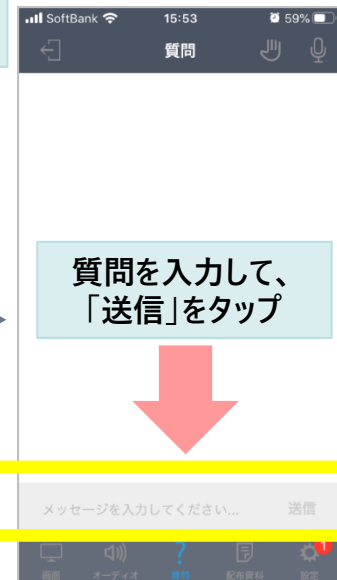 SoftBank 15:53 59%
質問
質問を入力して、
「送信」をタップ
メッセージを入力してください... 送信
1
画面 オーディオ 質問 配布資料 設定